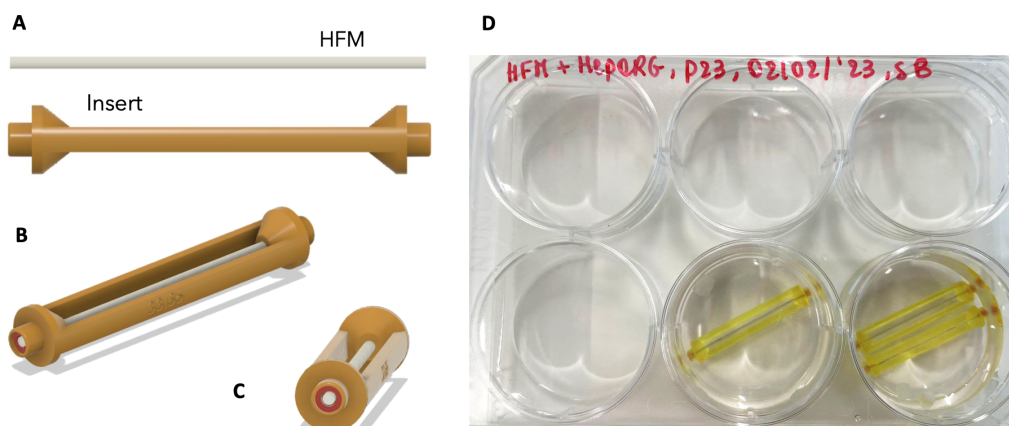 A
HFM
Insert
B
C
D
HFM + HepaRG, P23, 02/02/'23, SB